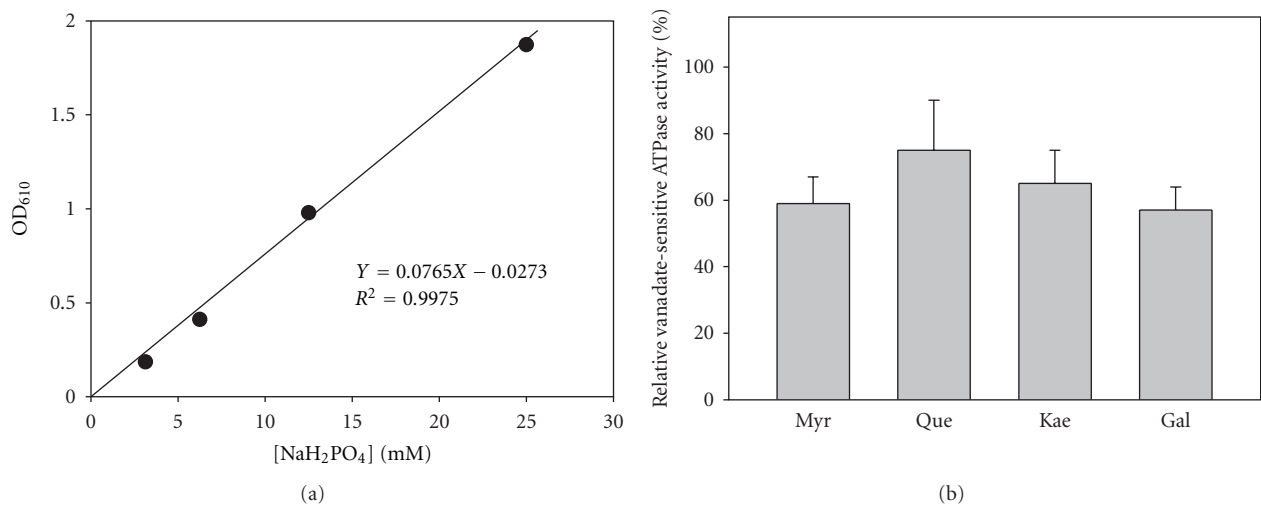 2
1.5
1
0.5
0
OD₆₁₀
Y = 0.0765X − 0.0273
R² = 0.9975
0 5 10 15 20 25 30
[NaH₂PO₄] (mM)
(a)
Relative vanadate-sensitive ATPase activity (%)
100
80
60
40
20
0
Myr Que Kae Gal
(b)